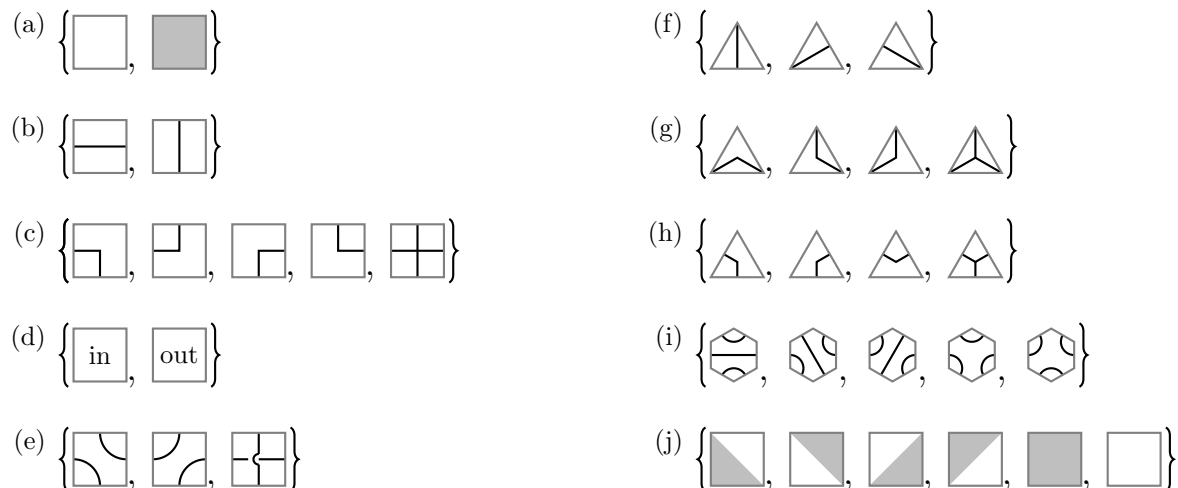 (a) { , }
(b) { , }
(c) { , , , , }
(d) { in , out }
(e) { , , }
(f) { , , }
(g) { , , , }
(h) { , , , }
(i) { , , , , }
(j) { , , , , , }